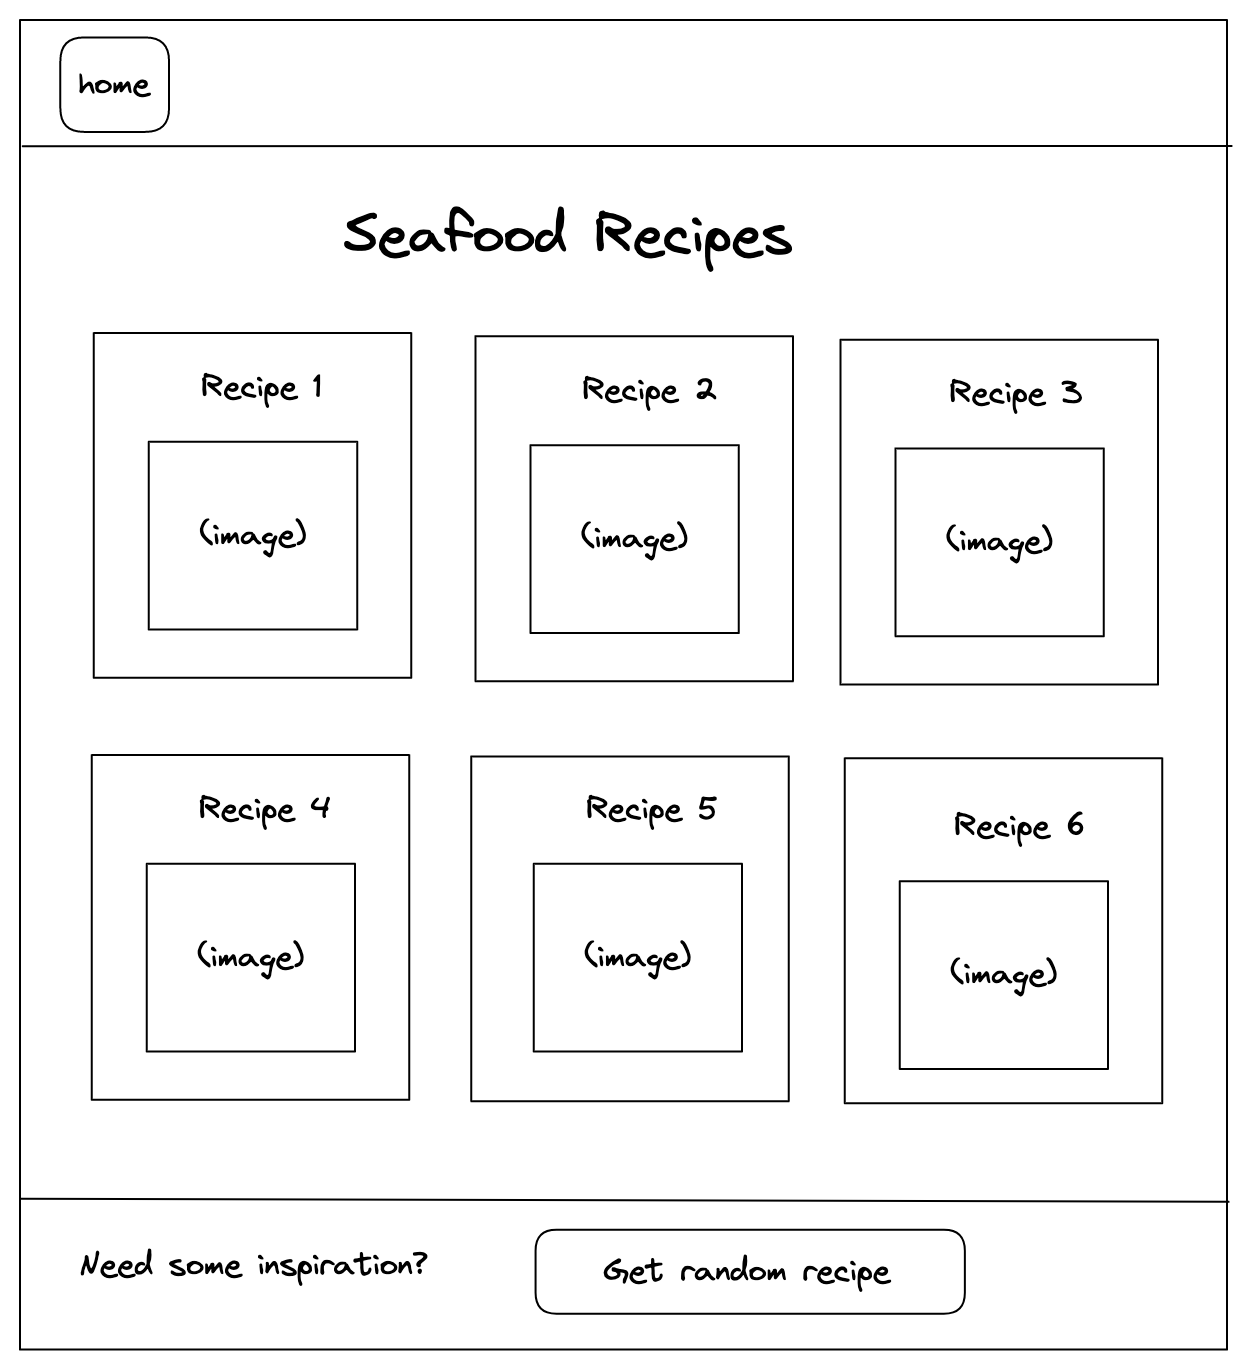 home
Seafood Recipes
Recipe 1
(image)
Recipe 2
(image)
Recipe 3
(image)
Recipe 4
(image)
Recipe 5
(image)
Recipe 6
(image)
Need some inspiration?
Get random recipe